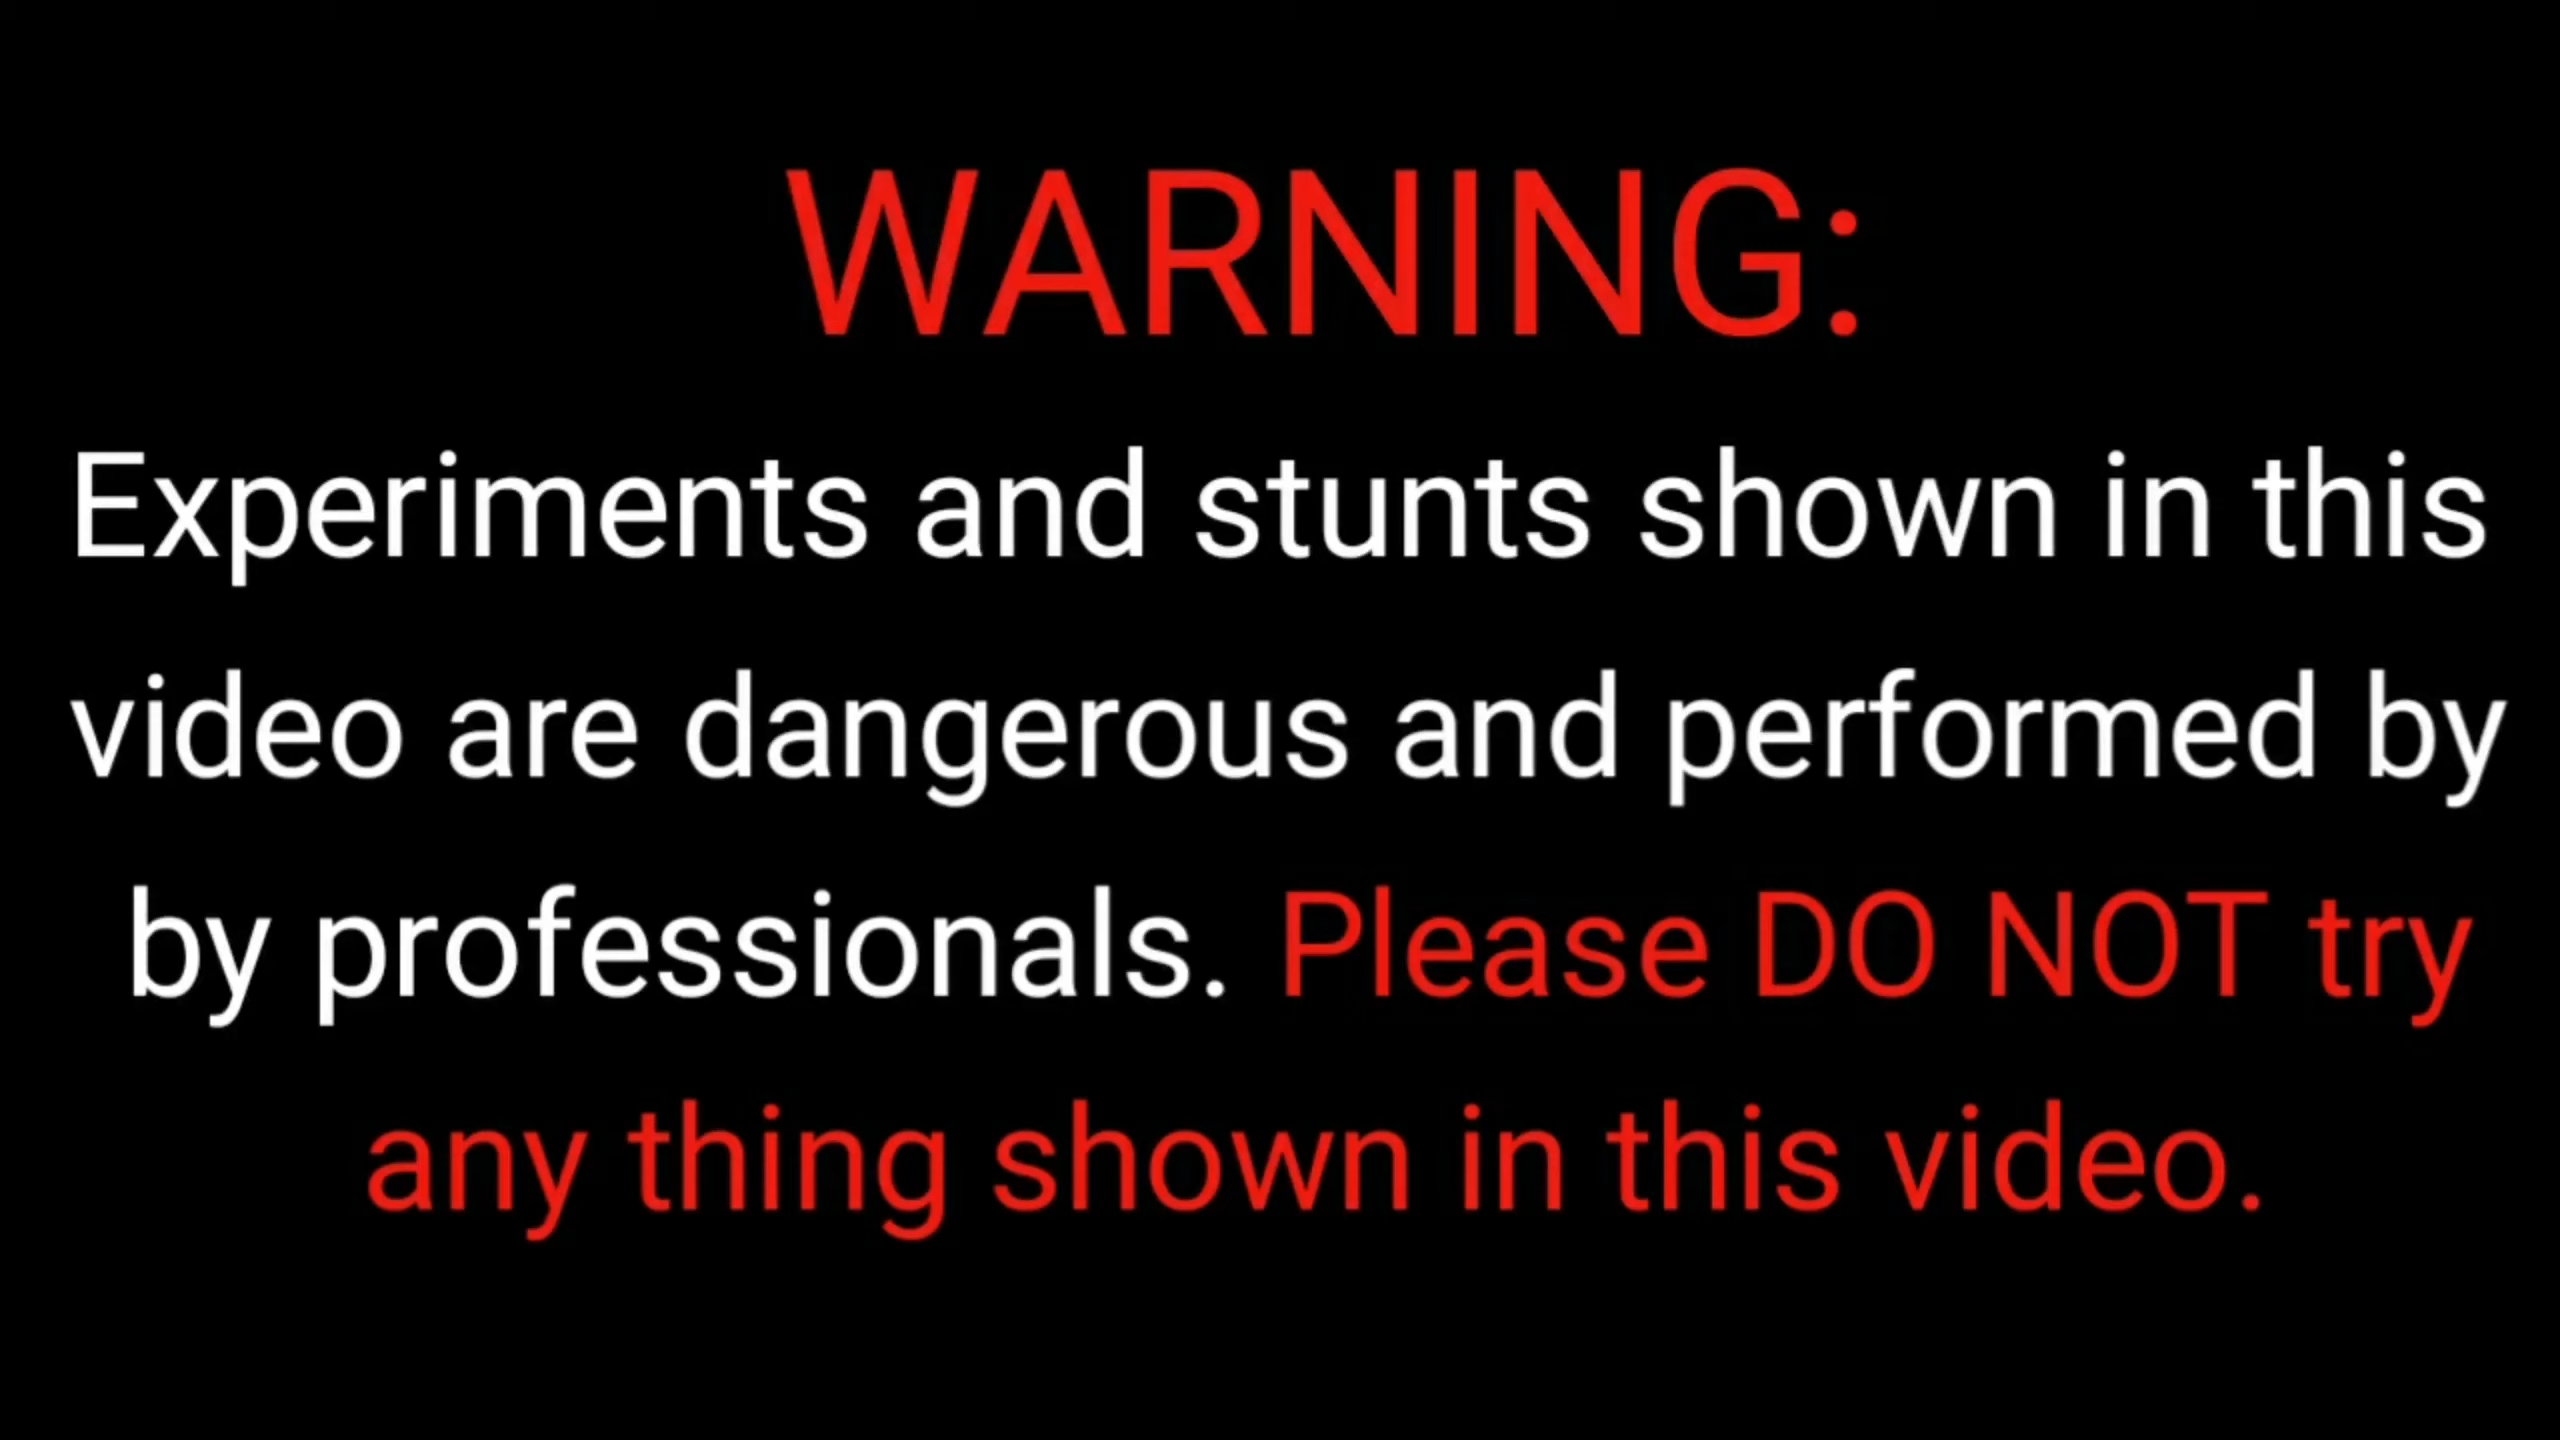 WARNING:
Experiments and stunts shown in this
video are dangerous and performed by
by professionals. Please DO NOT try
any thing shown in this video.